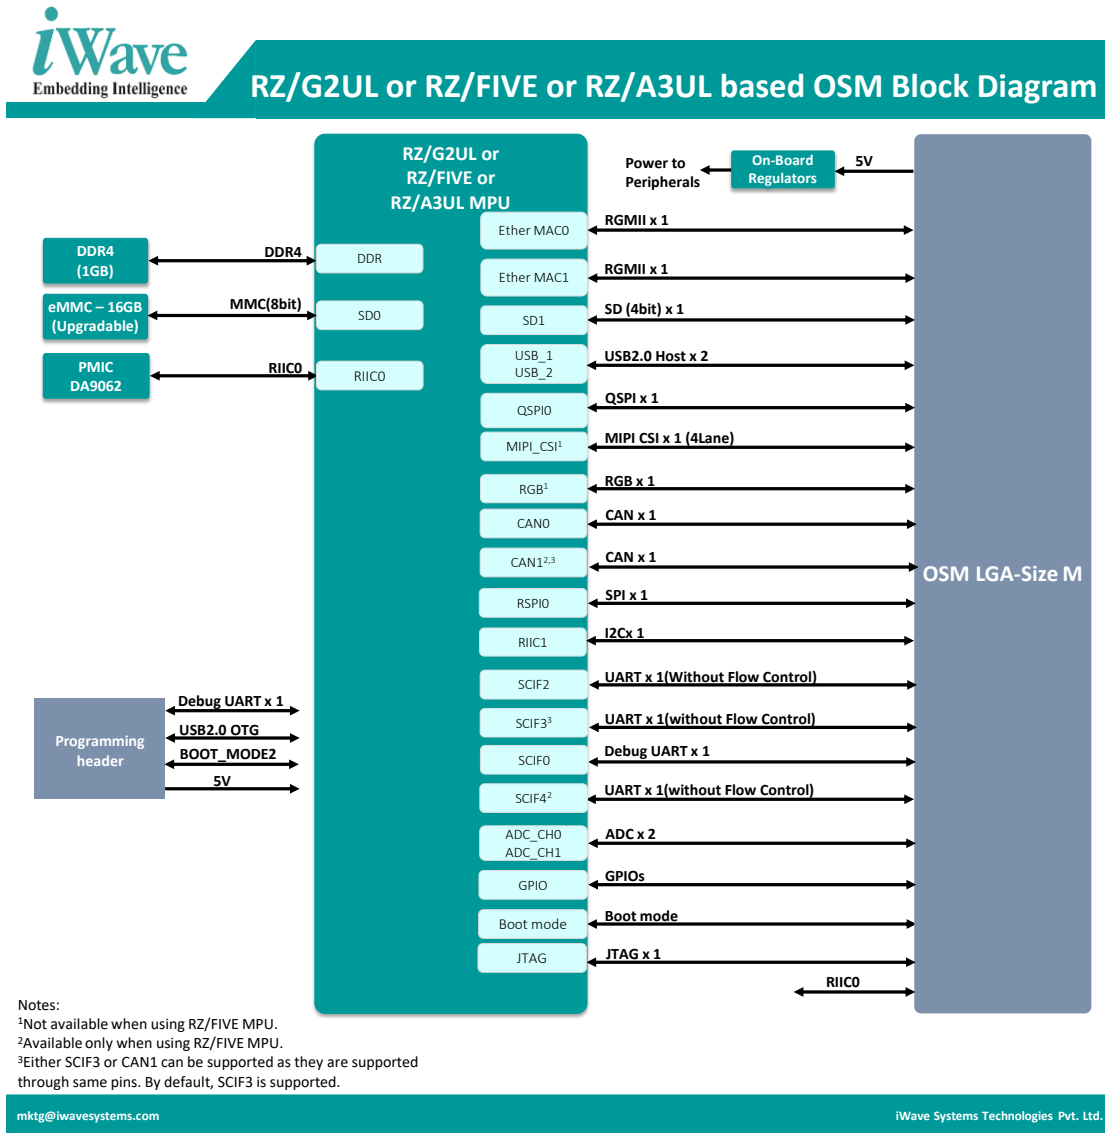 iWave
Embedding Intelligence
RZ/G2UL or RZ/FIVE or RZ/A3UL based OSM Block Diagram
RZ/G2UL or
RZ/FIVE or
RZ/A3UL MPU
Power to
Peripherals
On-Board
Regulators
5V
DDR4
(1GB)
DDR4
DDR
eMMC – 16GB
(Upgradable)
MMC(8bit)
SD0
PMIC
DA9062
RIIC0
RIIC0
Ether MAC0
RGMII x 1
Ether MAC1
RGMII x 1
SD1
SD (4bit) x 1
USB_1
USB_2
USB2.0 Host x 2
QSPI0
QSPI x 1
MIPI_CSI¹
MIPI CSI x 1 (4Lane)
RGB¹
RGB x 1
CAN0
CAN x 1
CAN1²,³
CAN x 1
RSPI0
SPI x 1
RIIC1
I2Cx 1
SCIF2
UART x 1(Without Flow Control)
SCIF3³
UART x 1(without Flow Control)
SCIF0
Debug UART x 1
SCIF4²
UART x 1(without Flow Control)
ADC_CH0
ADC_CH1
ADC x 2
GPIO
GPIOs
Boot mode
Boot mode
JTAG
JTAG x 1
RIIC0
OSM LGA-Size M
Programming
header
Debug UART x 1
USB2.0 OTG
BOOT_MODE2
5V
Notes:
¹Not available when using RZ/FIVE MPU.
²Available only when using RZ/FIVE MPU.
³Either SCIF3 or CAN1 can be supported as they are supported
through same pins. By default, SCIF3 is supported.
mktg@iwavesystems.com
iWave Systems Technologies Pvt. Ltd.